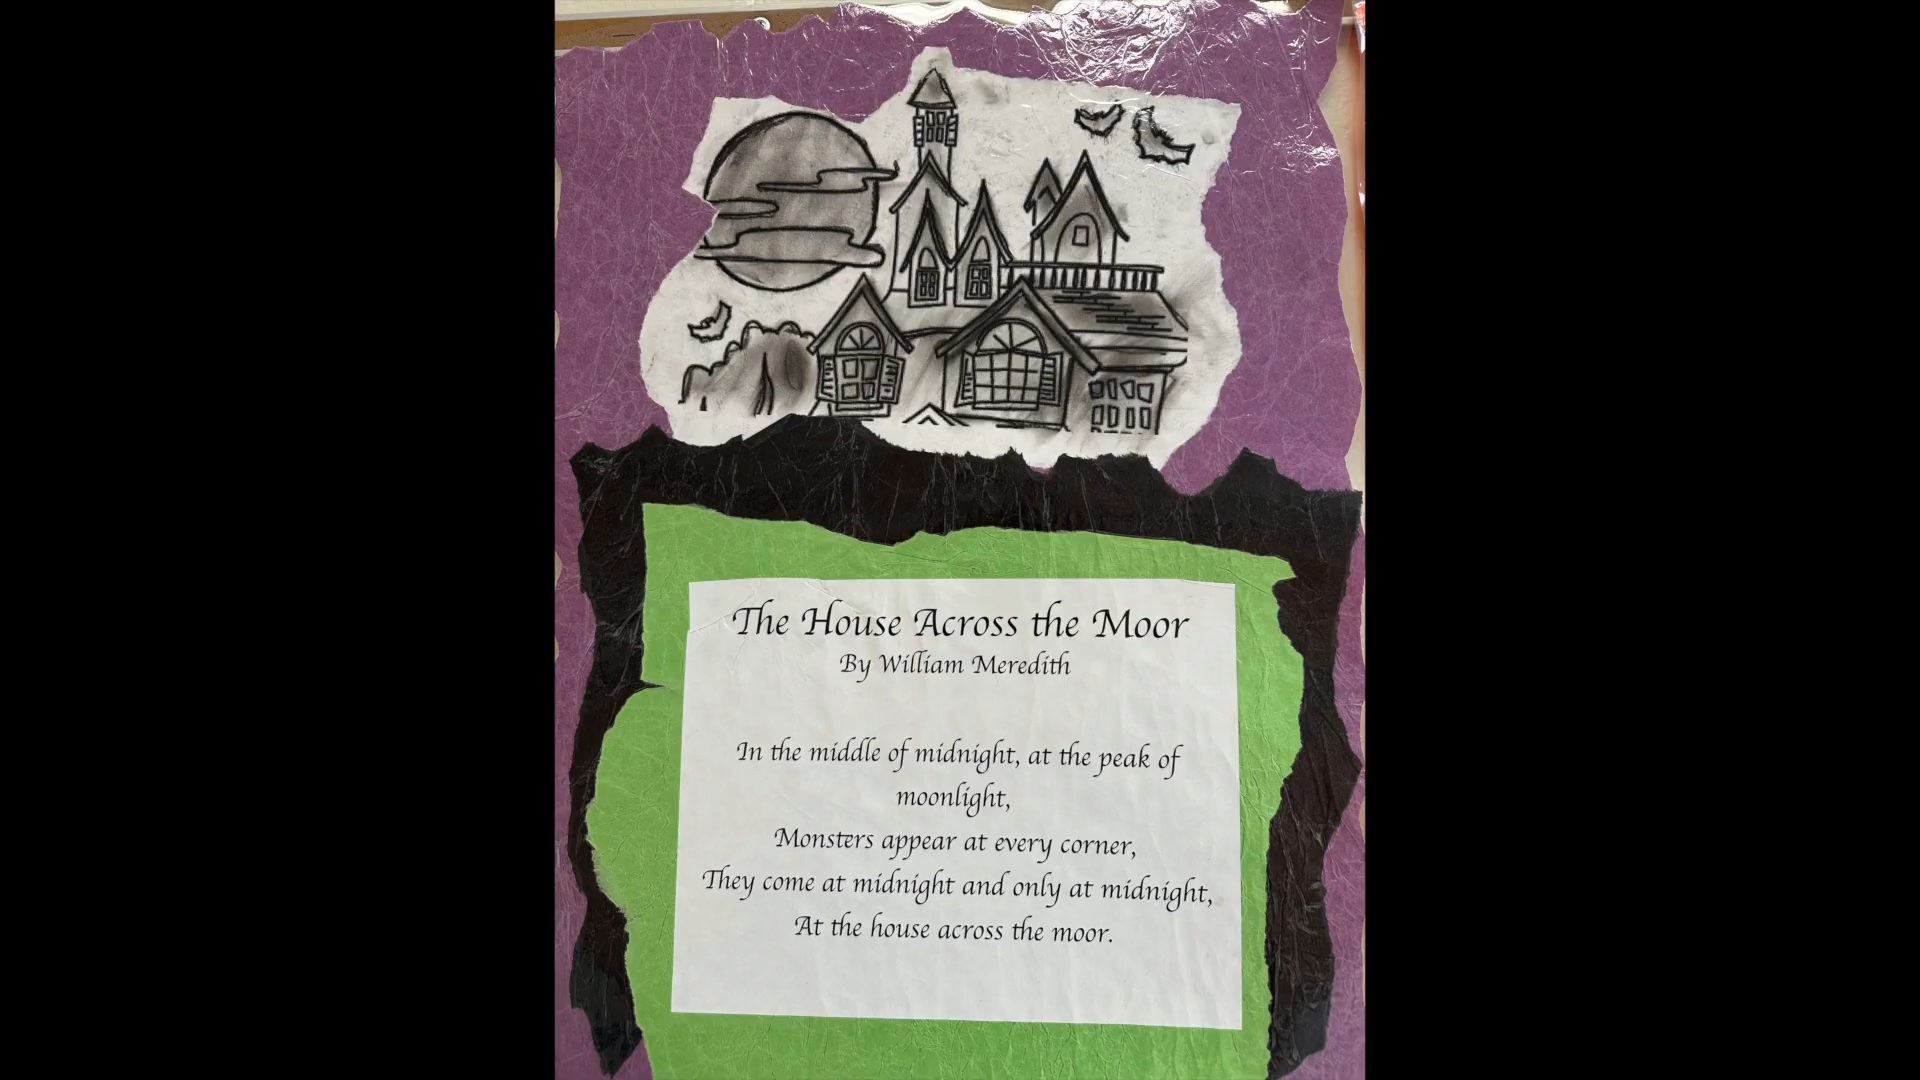 The House Across the Moor
By William Meredith
In the middle of midnight, at the peak of
moonlight,
Monsters appear at every corner,
They come at midnight and only at midnight,
At the house across the moor.